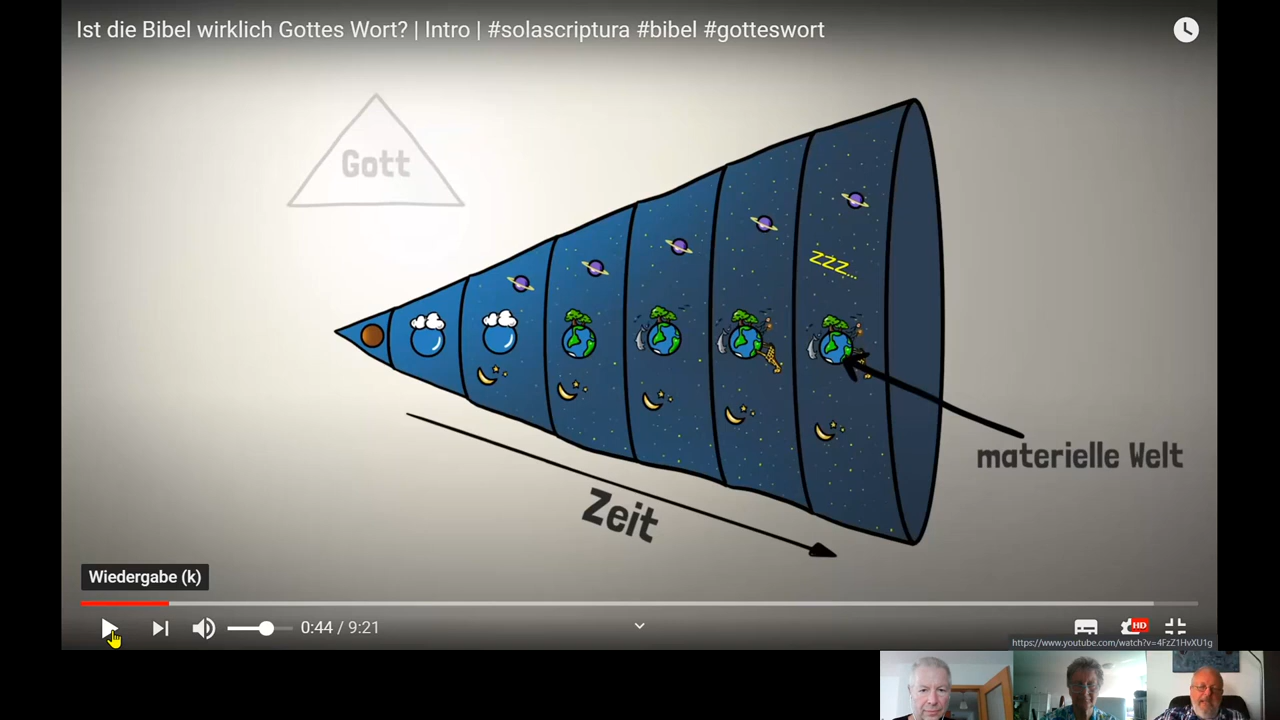 Ist die Bibel wirklich Gottes Wort? | Intro | #solascriptura #bibel #gotteswort
Gott
zzz...
materielle Welt
Zeit
Wiedergabe (k)
0:44 / 9:21
HD
https://www.youtube.com/watch?v=4FzZ1HvXU1g